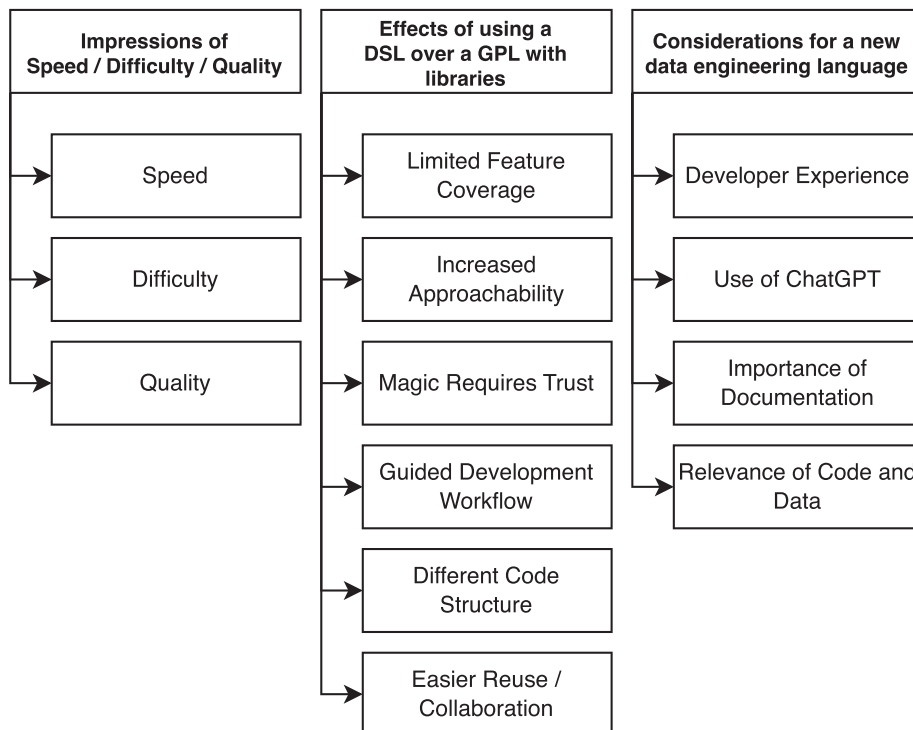 Impressions of
Speed / Difficulty / Quality
Speed
Difficulty
Quality
Effects of using a
DSL over a GPL with
libraries
Limited Feature
Coverage
Increased
Approachability
Magic Requires Trust
Guided Development
Workflow
Different Code
Structure
Easier Reuse /
Collaboration
Considerations for a new
data engineering language
Developer Experience
Use of ChatGPT
Importance of
Documentation
Relevance of Code and
Data